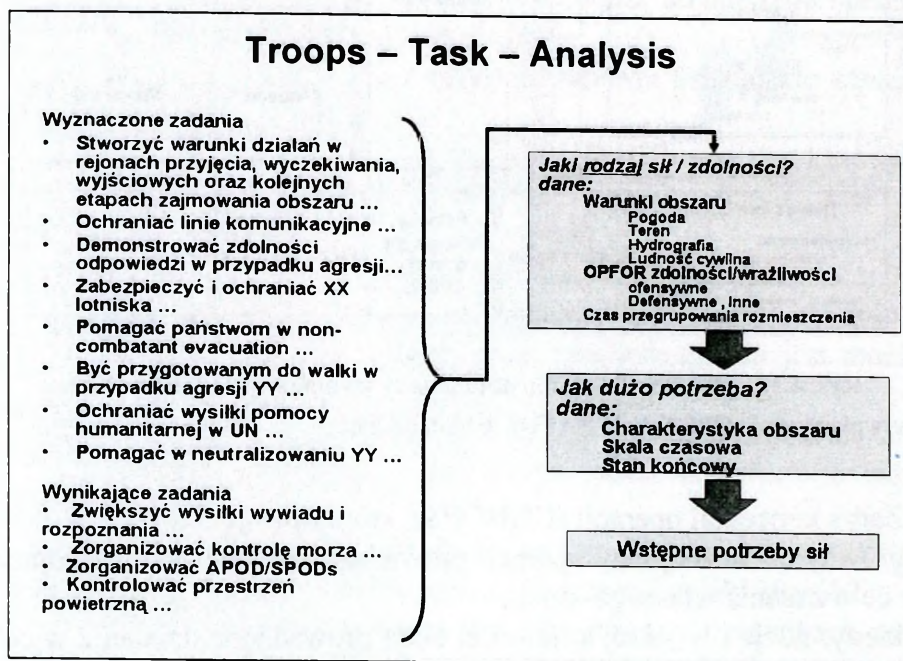 Troops – Task – Analysis
Wyznaczone zadania
• Stworzyć warunki działań w
rejonach przyjęcia, wyczekiwania,
wyjściowych oraz kolejnych
etapach zajmowania obszaru ...
• Ochraniać linie komunikacyjne ...
• Demonstrować zdolności
odpowiedzi w przypadku agresji...
• Zabezpieczyć i ochraniać XX
lotniska ...
• Pomagać państwom w non-
combatant evacuation ...
• Być przygotowanym do walki w
przypadku agresji YY ...
• Ochraniać wysiłki pomocy
humanitarnej w UN ...
• Pomagać w neutralizowaniu YY ...
Wynikające zadania
• Zwiększyć wysiłki wywiadu i
rozpoznania ...
• Zorganizować kontrolę morza ...
• Zorganizować APOD/SPODs
• Kontrolować przestrzeń
powietrzną ...
Jaki rodzaj sił / zdolności?
dane:
Warunki obszaru
Pogoda
Teren
Hydrografia
Ludność cywilna
OPFOR zdolności/wrażliwości
ofensywne
Defensywne , Inne
Czas przegrupowania rozmieszczenia
Jak dużo potrzeba?
dane:
Charakterystyka obszaru
Skala czasowa
Stan końcowy
Wstępne potrzeby sił